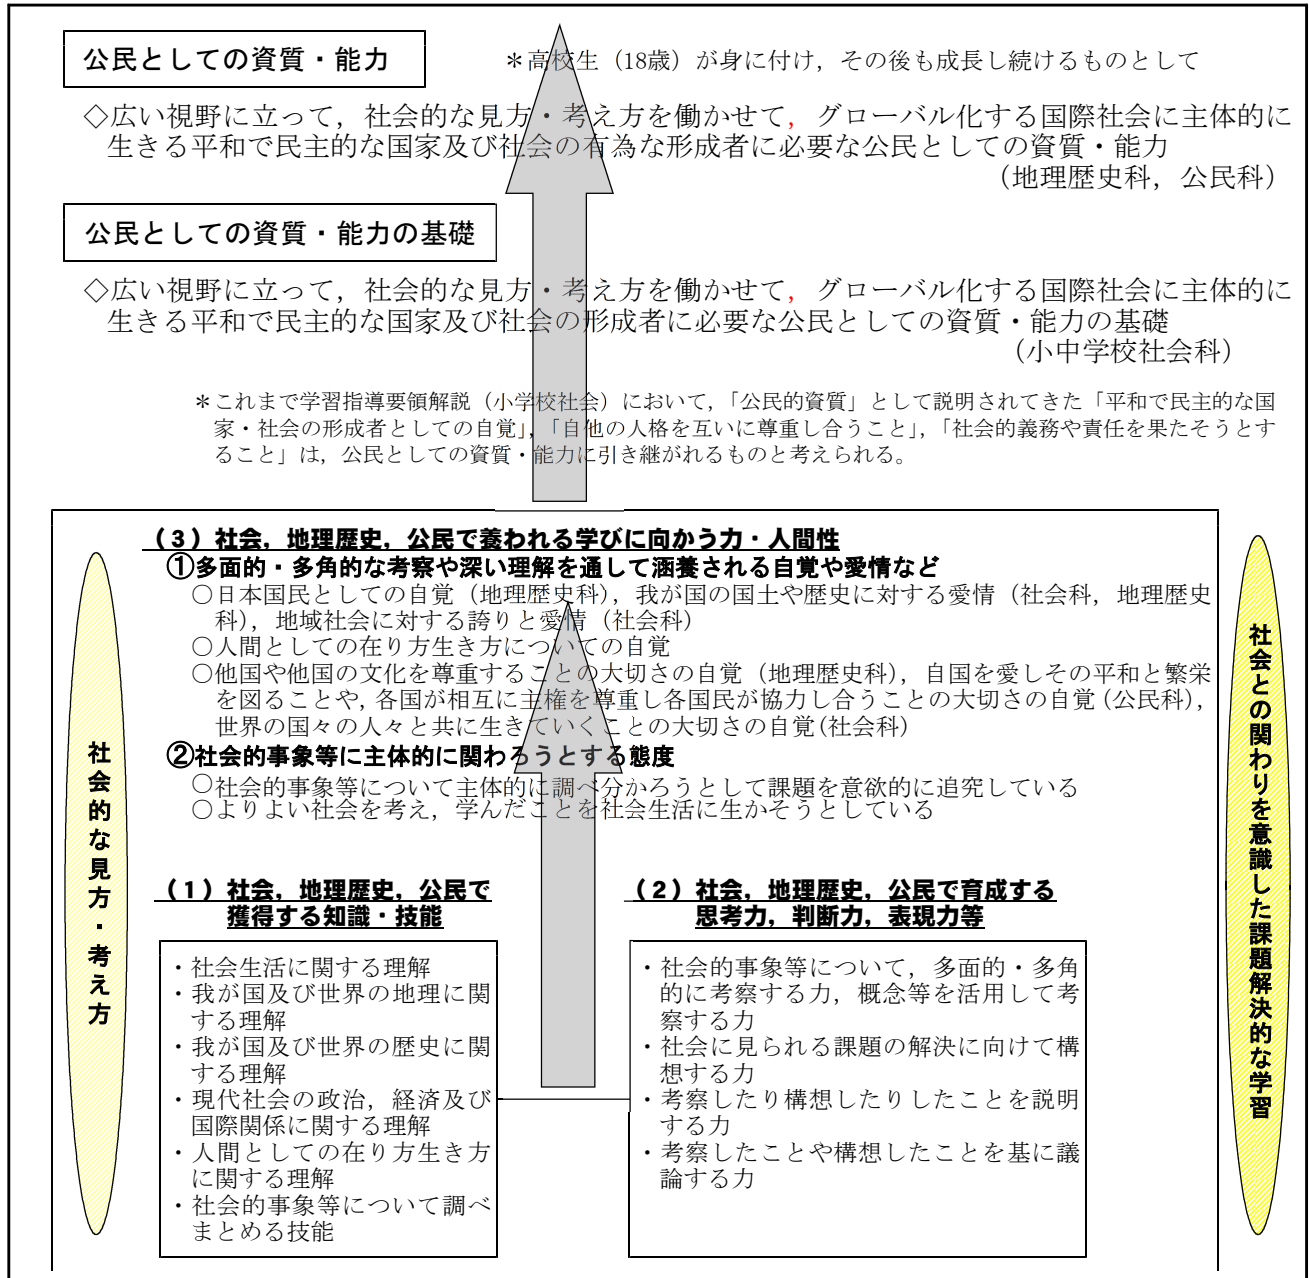 公民としての資質・能力
＊高校生（18歳）が身に付け，その後も成長し続けるものとして
◇広い視野に立って，社会的な見方・考え方を働かせて，グローバル化する国際社会に主体的に
生きる平和で民主的な国家及び社会の有為な形成者に必要な公民としての資質・能力
（地理歴史科，公民科）
公民としての資質・能力の基礎
◇広い視野に立って，社会的な見方・考え方を働かせて，グローバル化する国際社会に主体的に
生きる平和で民主的な国家及び社会の形成者に必要な公民としての資質・能力の基礎
（小中学校社会科）
＊これまで学習指導要領解説（小学校社会）において，「公民的資質」として説明されてきた「平和で民主的な国
家・社会の形成者としての自覚」，「自他の人格を互いに尊重し合うこと」，「社会的義務や責任を果たそうとす
ること」は，公民としての資質・能力に引き継がれるものと考えられる。
社会的な見方・考え方
（３）社会，地理歴史，公民で養われる学びに向かう力・人間性
①多面的・多角的な考察や深い理解を通して涵養される自覚や愛情など
○日本国民としての自覚（地理歴史科），我が国の国土や歴史に対する愛情（社会科，地理歴史
科），地域社会に対する誇りと愛情（社会科）
○人間としての在り方生き方についての自覚
○他国や他国の文化を尊重することの大切さの自覚（地理歴史科），自国を愛しその平和と繁栄
を図ることや，各国が相互に主権を尊重し各国民が協力し合うことの大切さの自覚（公民科），
世界の国々の人々と共に生きていくことの大切さの自覚（社会科）
②社会的事象等に主体的に関わろうとする態度
○社会的事象等について主体的に調べ分かろうとして課題を意欲的に追究している
○よりよい社会を考え，学んだことを社会生活に生かそうとしている
（１）社会，地理歴史，公民で
獲得する知識・技能
・社会生活に関する理解
・我が国及び世界の地理に関
する理解
・我が国及び世界の歴史に関
する理解
・現代社会の政治，経済及び
国際関係に関する理解
・人間としての在り方生き方
に関する理解
・社会的事象等について調べ
まとめる技能
（２）社会，地理歴史，公民で育成する
思考力，判断力，表現力等
・社会的事象等について，多面的・多角
的に考察する力，概念等を活用して考
察する力
・社会に見られる課題の解決に向けて構
想する力
・考察したり構想したりしたことを説明
する力
・考察したことや構想したことを基に議
論する力
社会との関わりを意識した課題解決的な学習